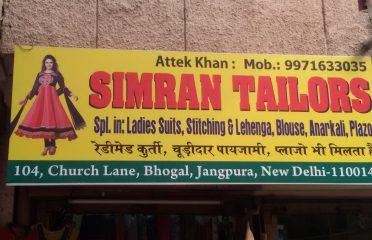 Attek Khan : Mob.: 9971633035
SIMRAN TAILORS
Spl. in: Ladies Suits, Stitching & Lehenga, Blouse, Anarkali, Plazo
रेडीमेड कुर्ती, चूड़ीदार पायजामी, प्लाजो भी मिलता है
104, Church Lane, Bhogal, Jangpura, New Delhi-110014